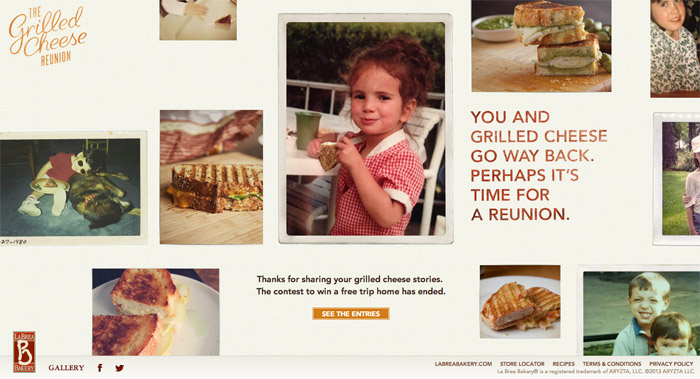 THE
Grilled
Cheese
REUNION
YOU AND
GRILLED CHEESE
GO WAY BACK.
PERHAPS IT'S
TIME FOR
A REUNION.
27-1980
Thanks for sharing your grilled cheese stories.
The contest to win a free trip home has ended.
SEE THE ENTRIES
LA BREA
B
BAKERY
GALLERY
LABREABAKERY.COM STORE LOCATOR RECIPES TERMS & CONDITIONS PRIVACY POLICY
La Brea Bakery® is a registered trademark of ARYZTA, LLC. ©2013 ARYZTA LLC